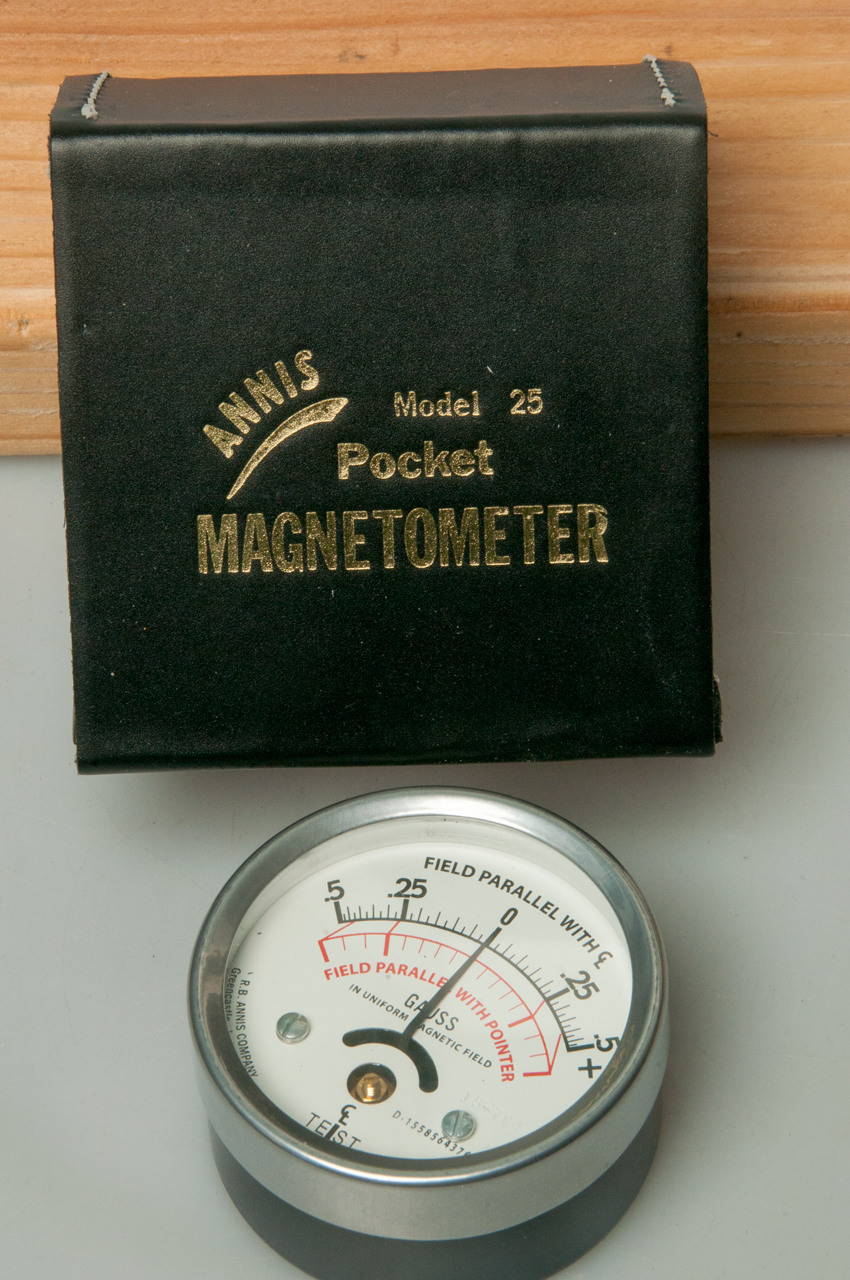 ANNIS
Model 25
Pocket
MAGNETOMETER
FIELD PARALLEL WITH ℄
.5 .25 0 .25 .5
+
FIELD PARALLEL WITH POINTER
GAUSS
IN UNIFORM MAGNETIC FIELD
R.B. ANNIS COMPANY
Greencastle
℄
TEST